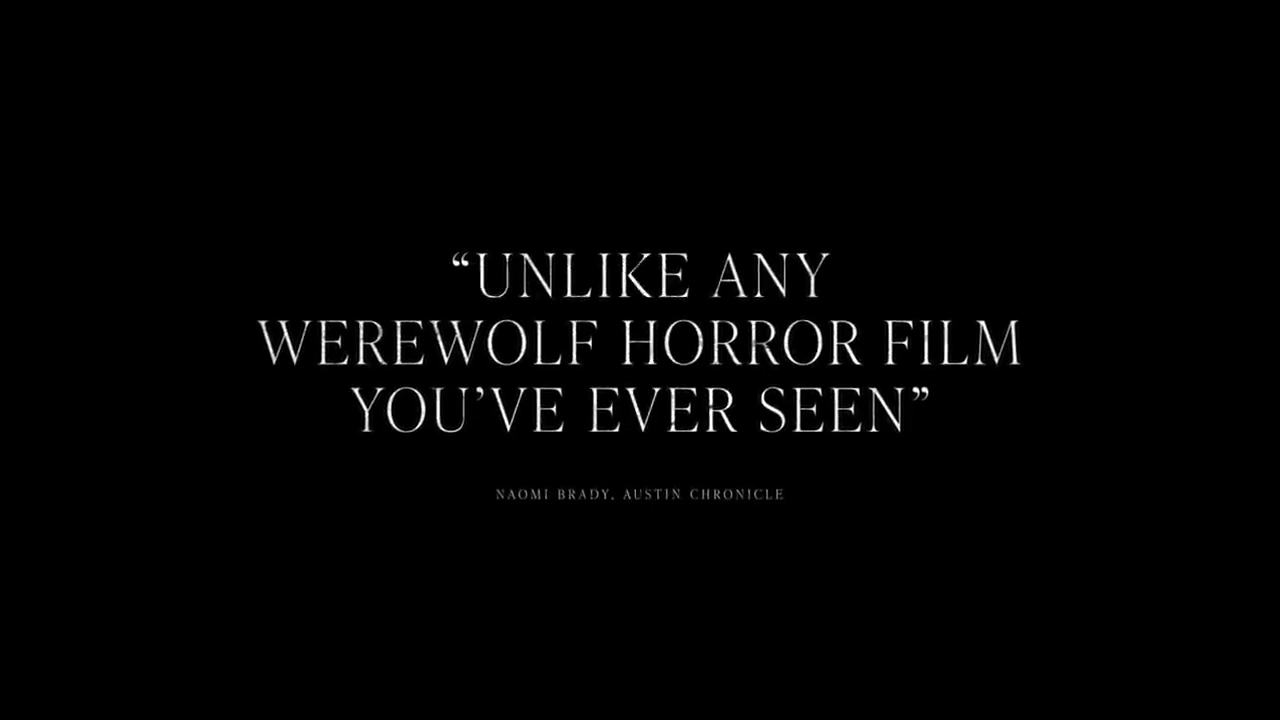 “UNLIKE ANY
WEREWOLF HORROR FILM
YOU’VE EVER SEEN”
NAOMI BRADY, AUSTIN CHRONICLE